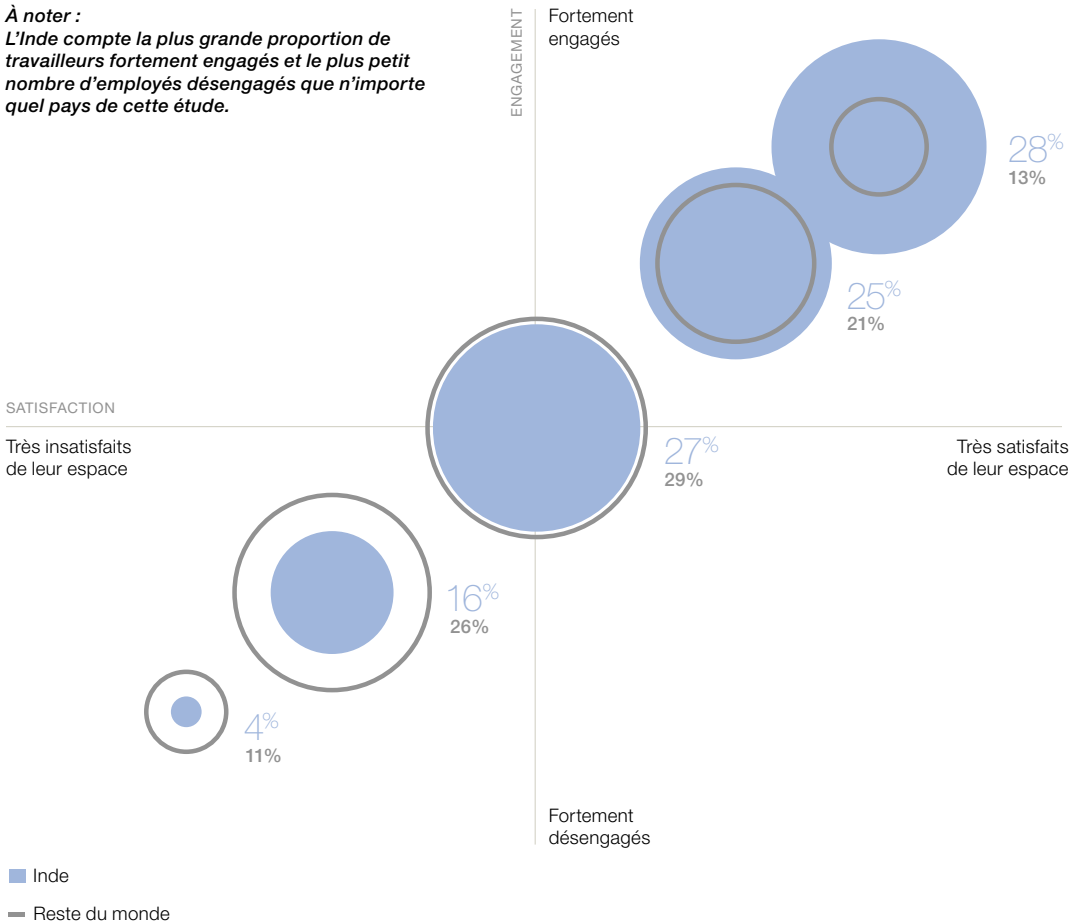 À noter :
L’Inde compte la plus grande proportion de
travailleurs fortement engagés et le plus petit
nombre d’employés désengagés que n’importe
quel pays de cette étude.
ENGAGEMENT
Fortement
engagés
28%
13%
25%
21%
SATISFACTION
Très insatisfaits
de leur espace
27%
29%
Très satisfaits
de leur espace
16%
26%
4%
11%
Fortement
désengagés
Inde
Reste du monde